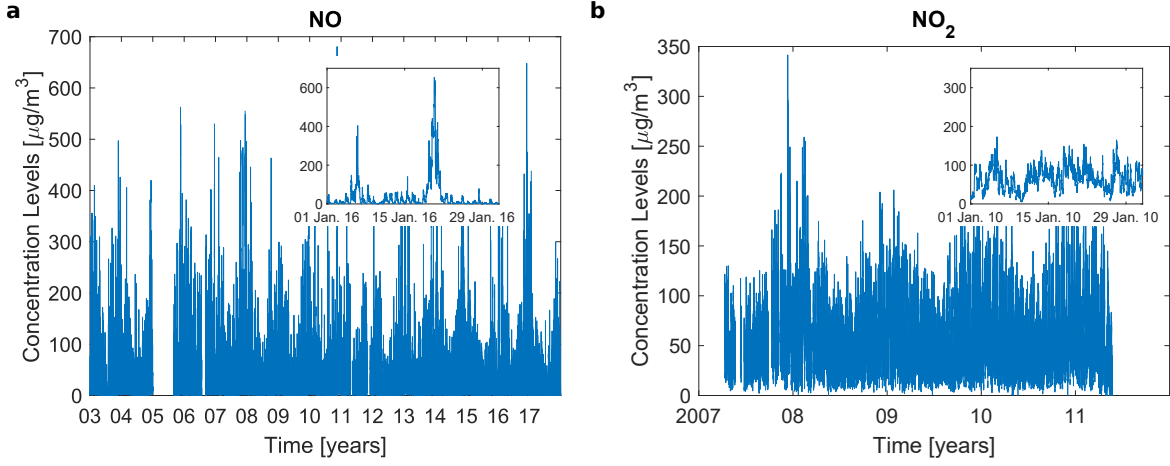 a
NO
700
600
500
400
300
200
100
0
Concentration Levels [μg/m³]
600
400
200
0
01 Jan. 16 15 Jan. 16 29 Jan. 16
03 04 05 06 07 08 09 10 11 12 13 14 15 16 17
Time [years]
b
NO₂
350
300
250
200
150
100
50
0
Concentration Levels [μg/m³]
300
200
100
0
01 Jan. 10 15 Jan. 10 29 Jan. 10
2007 08 09 10 11
Time [years]